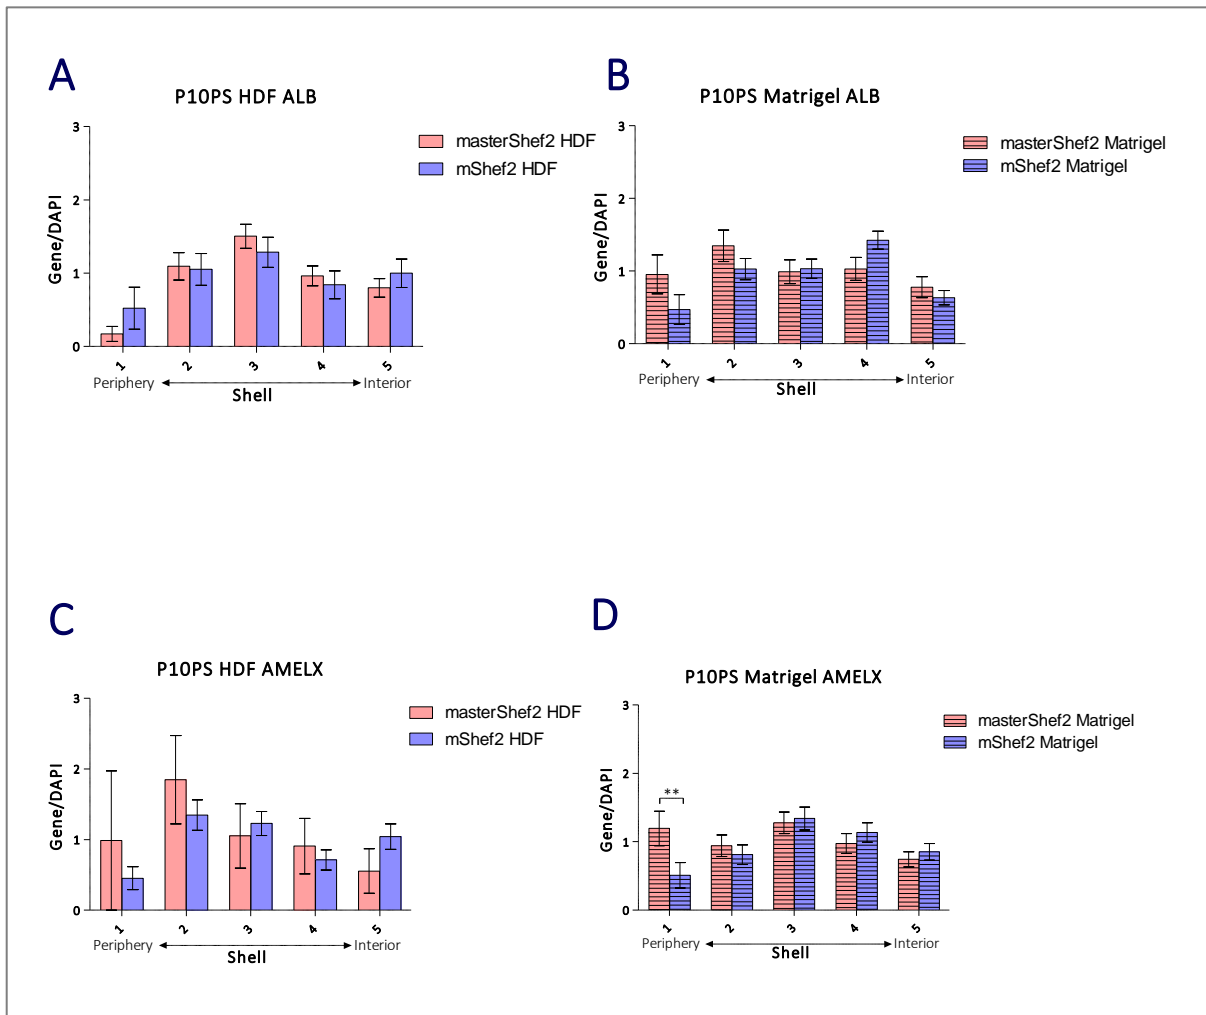 A
P10PS HDF ALB
masterShef2 HDF
mShef2 HDF
Gene/DAPI
3
2
1
0
1
2
3
4
5
Periphery
Interior
Shell
B
P10PS Matrigel ALB
masterShef2 Matrigel
mShef2 Matrigel
Gene/DAPI
3
2
1
0
1
2
3
4
5
Periphery
Interior
Shell
C
P10PS HDF AMELX
masterShef2 HDF
mShef2 HDF
Gene/DAPI
3
2
1
0
1
2
3
4
5
Periphery
Interior
Shell
D
P10PS Matrigel AMELX
masterShef2 Matrigel
mShef2 Matrigel
Gene/DAPI
3
2
1
0
**
1
2
3
4
5
Periphery
Interior
Shell